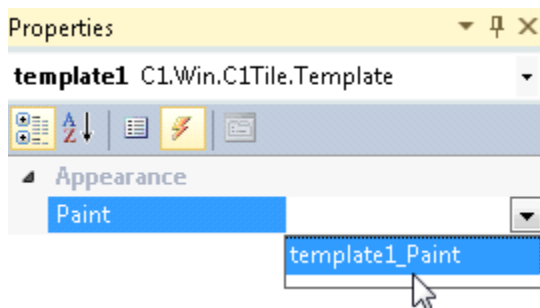 Properties
template1 C1.Win.C1Tile.Template
A Z
Appearance
Paint
template1_Paint